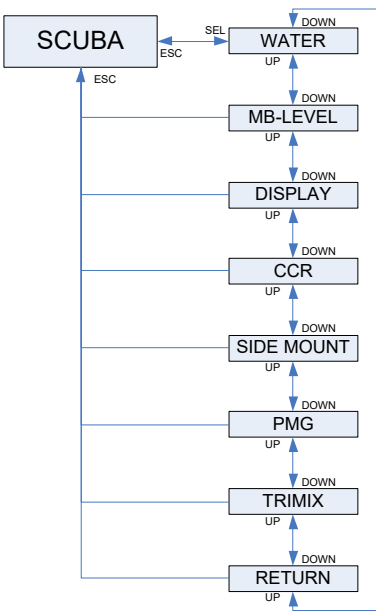 SCUBA
SEL
ESC
ESC
DOWN
WATER
UP
DOWN
MB-LEVEL
UP
DOWN
DISPLAY
UP
DOWN
CCR
UP
DOWN
SIDE MOUNT
UP
DOWN
PMG
UP
DOWN
TRIMIX
UP
DOWN
RETURN
UP